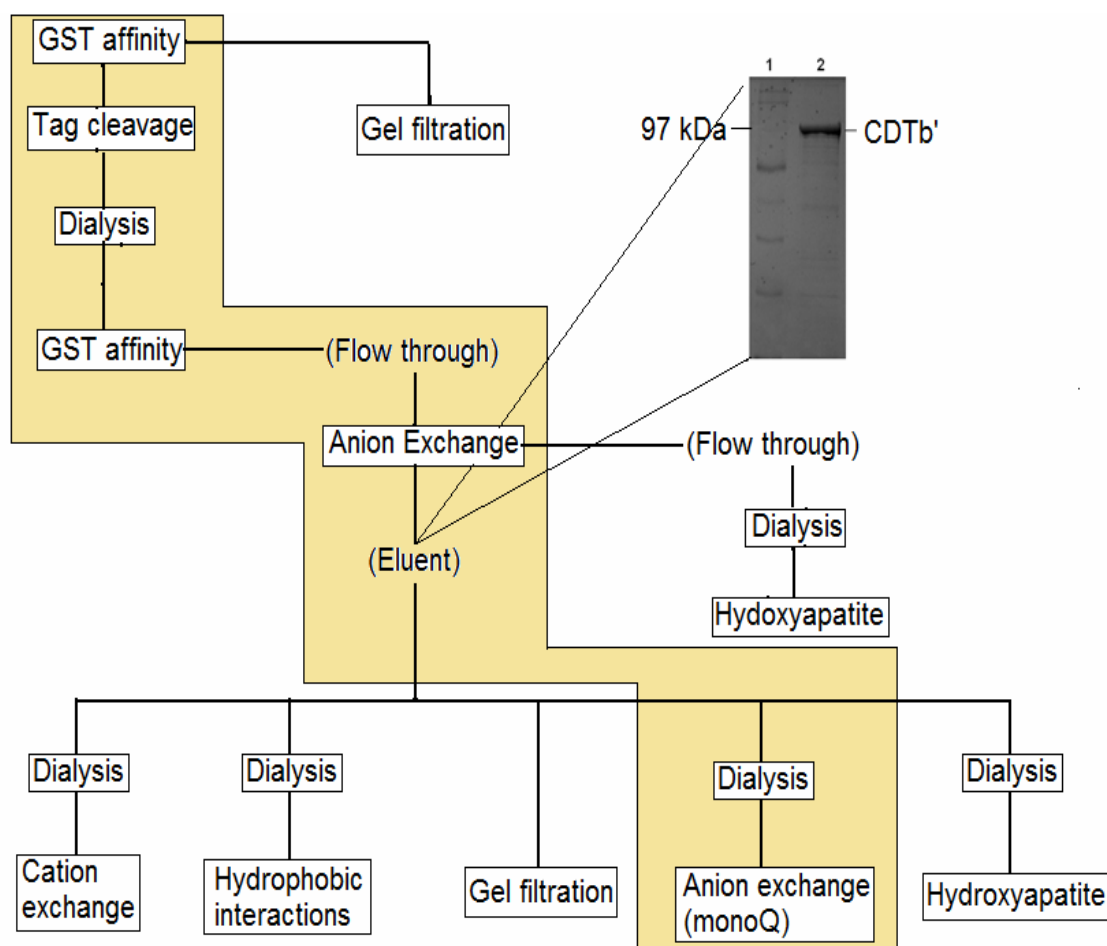 GST affinity
Tag cleavage
Gel filtration
Dialysis
GST affinity
(Flow through)
1 2
97 kDa
CDTb'
Anion Exchange
(Flow through)
Dialysis
(Eluent)
Hydoxyapatite
Dialysis
Dialysis
Dialysis
Dialysis
Cation
exchange
Hydrophobic
interactions
Gel filtration
Anion exchange
(monoQ)
Hydroxyapatite